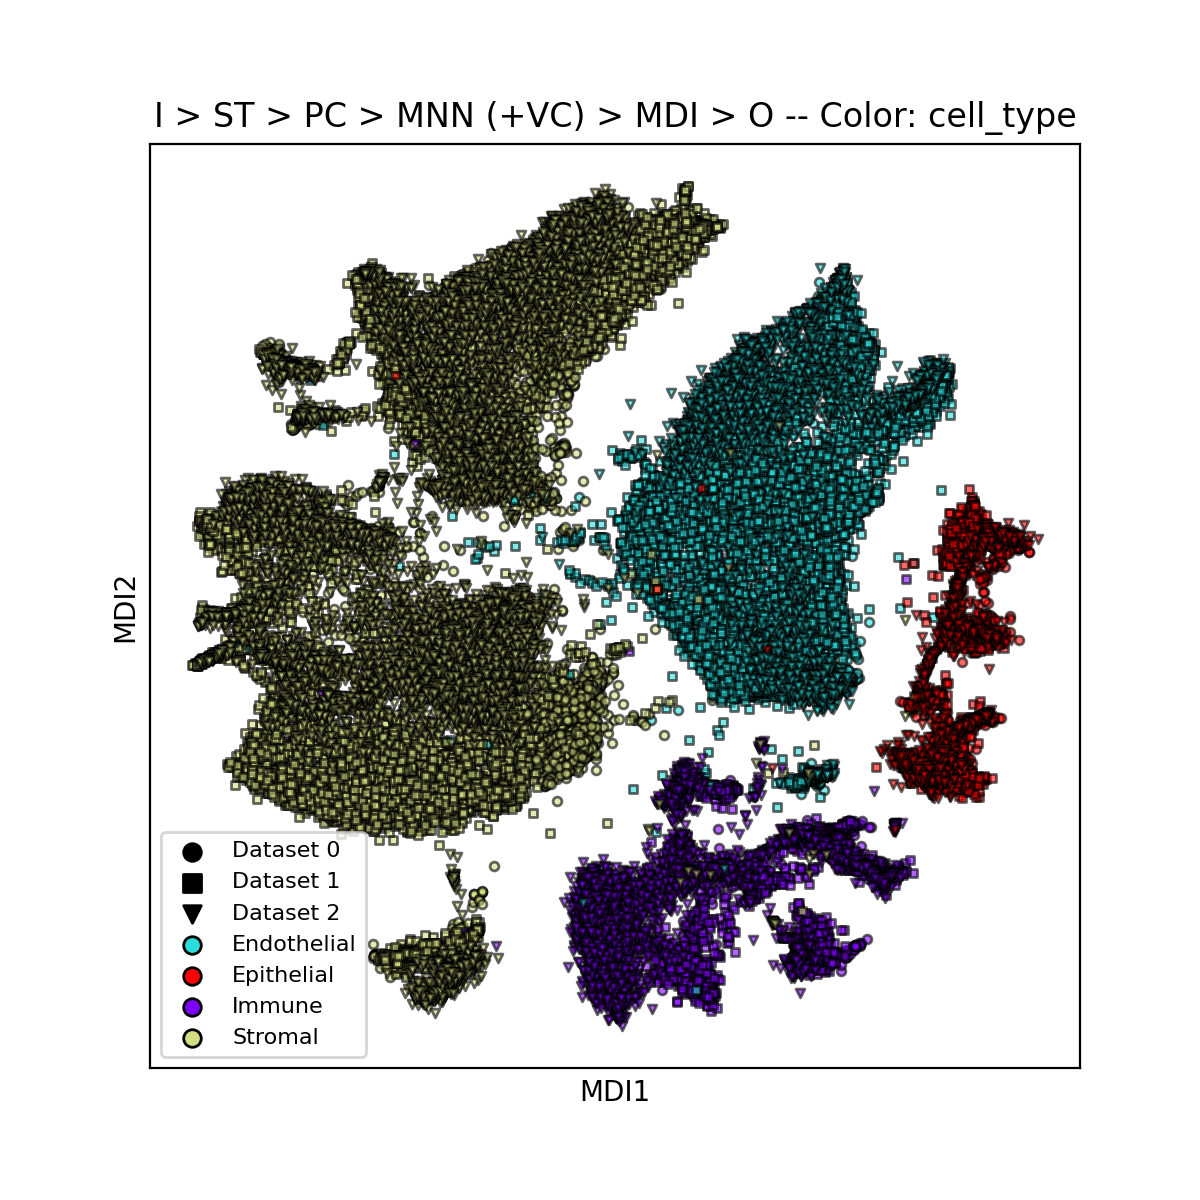 I > ST > PC > MNN (+VC) > MDI > O -- Color: cell_type
MDI2
Dataset 0
Dataset 1
Dataset 2
Endothelial
Epithelial
Immune
Stromal
MDI1